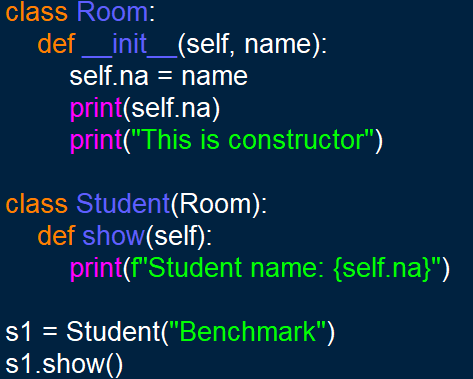 class Room:
    def __init__(self, name):
        self.na = name
        print(self.na)
        print("This is constructor")

class Student(Room):
    def show(self):
        print(f"Student name: {self.na}")

s1 = Student("Benchmark")
s1.show()